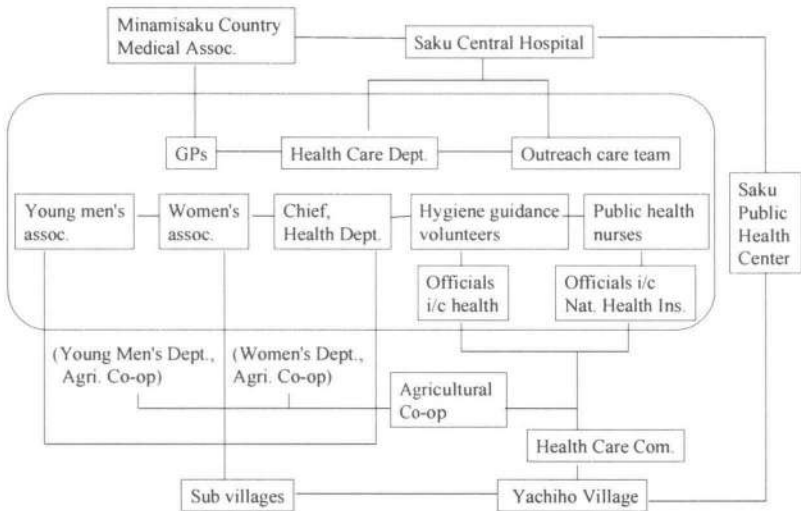 Minamisaku Country
Medical Assoc.
Saku Central Hospital
GPs
Health Care Dept.
Outreach care team
Saku
Public
Health
Center
Young men's
assoc.
Women's
assoc.
Chief,
Health Dept.
Hygiene guidance
volunteers
Public health
nurses
Officials
i/c health
Officials i/c
Nat. Health Ins.
(Young Men's Dept.,
Agri. Co-op)
(Women's Dept.,
Agri. Co-op)
Agricultural
Co-op
Health Care Com.
Sub villages
Yachiho Village